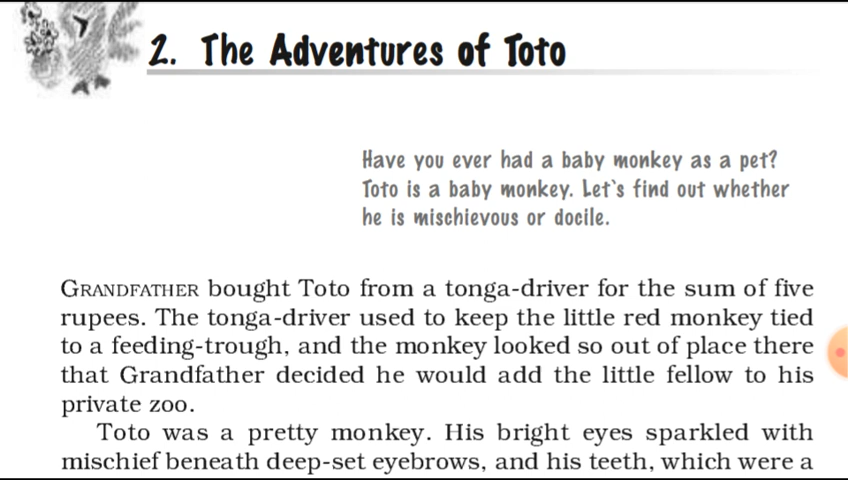 2. The Adventures of Toto
Have you ever had a baby monkey as a pet?
Toto is a baby monkey. Let's find out whether
he is mischievous or docile.
GRANDFATHER bought Toto from a tonga-driver for the sum of five
rupees. The tonga-driver used to keep the little red monkey tied
to a feeding-trough, and the monkey looked so out of place there
that Grandfather decided he would add the little fellow to his
private zoo.
Toto was a pretty monkey. His bright eyes sparkled with
mischief beneath deep-set eyebrows, and his teeth, which were a